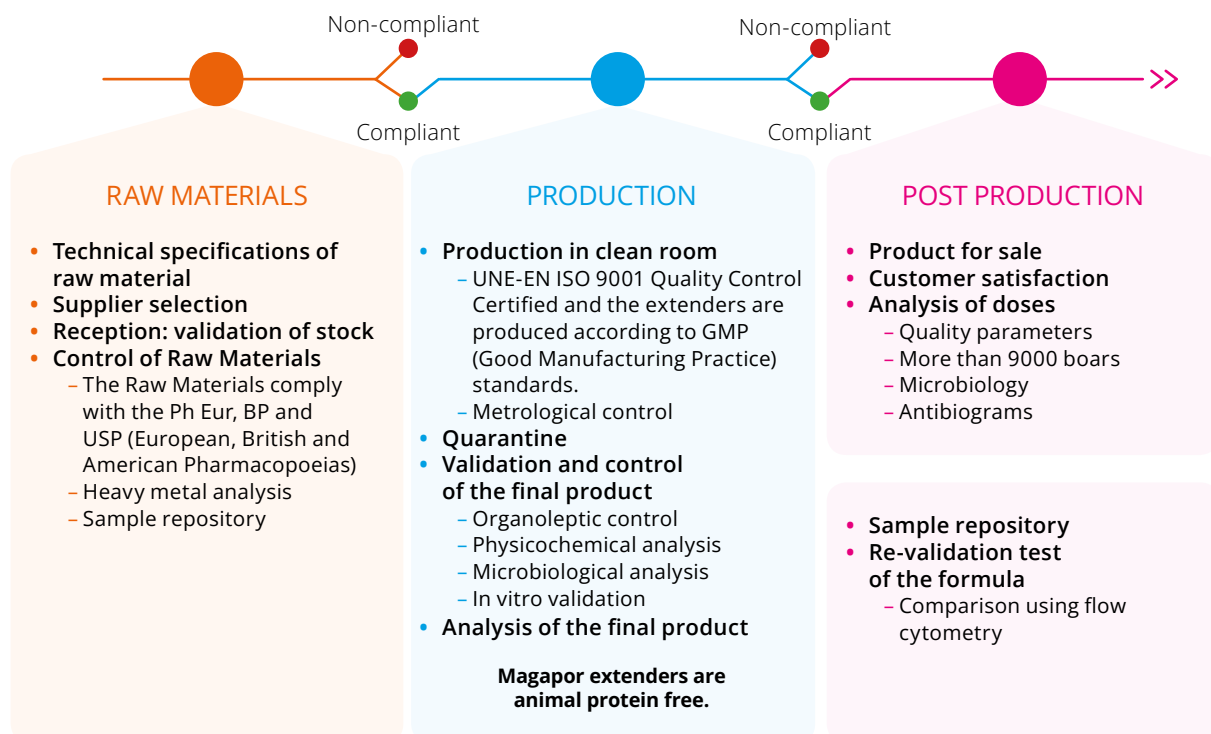 Non-compliant
Non-compliant
Compliant
Compliant
RAW MATERIALS
• Technical specifications of
raw material
• Supplier selection
• Reception: validation of stock
• Control of Raw Materials
– The Raw Materials comply
with the Ph Eur, BP and
USP (European, British and
American Pharmacopoeias)
– Heavy metal analysis
– Sample repository
PRODUCTION
• Production in clean room
– UNE-EN ISO 9001 Quality Control
Certified and the extenders are
produced according to GMP
(Good Manufacturing Practice)
standards.
– Metrological control
• Quarantine
• Validation and control
of the final product
– Organoleptic control
– Physicochemical analysis
– Microbiological analysis
– In vitro validation
• Analysis of the final product
Magapor extenders are
animal protein free.
POST PRODUCTION
• Product for sale
• Customer satisfaction
• Analysis of doses
– Quality parameters
– More than 9000 boars
– Microbiology
– Antibiograms
• Sample repository
• Re-validation test
of the formula
– Comparison using flow
cytometry